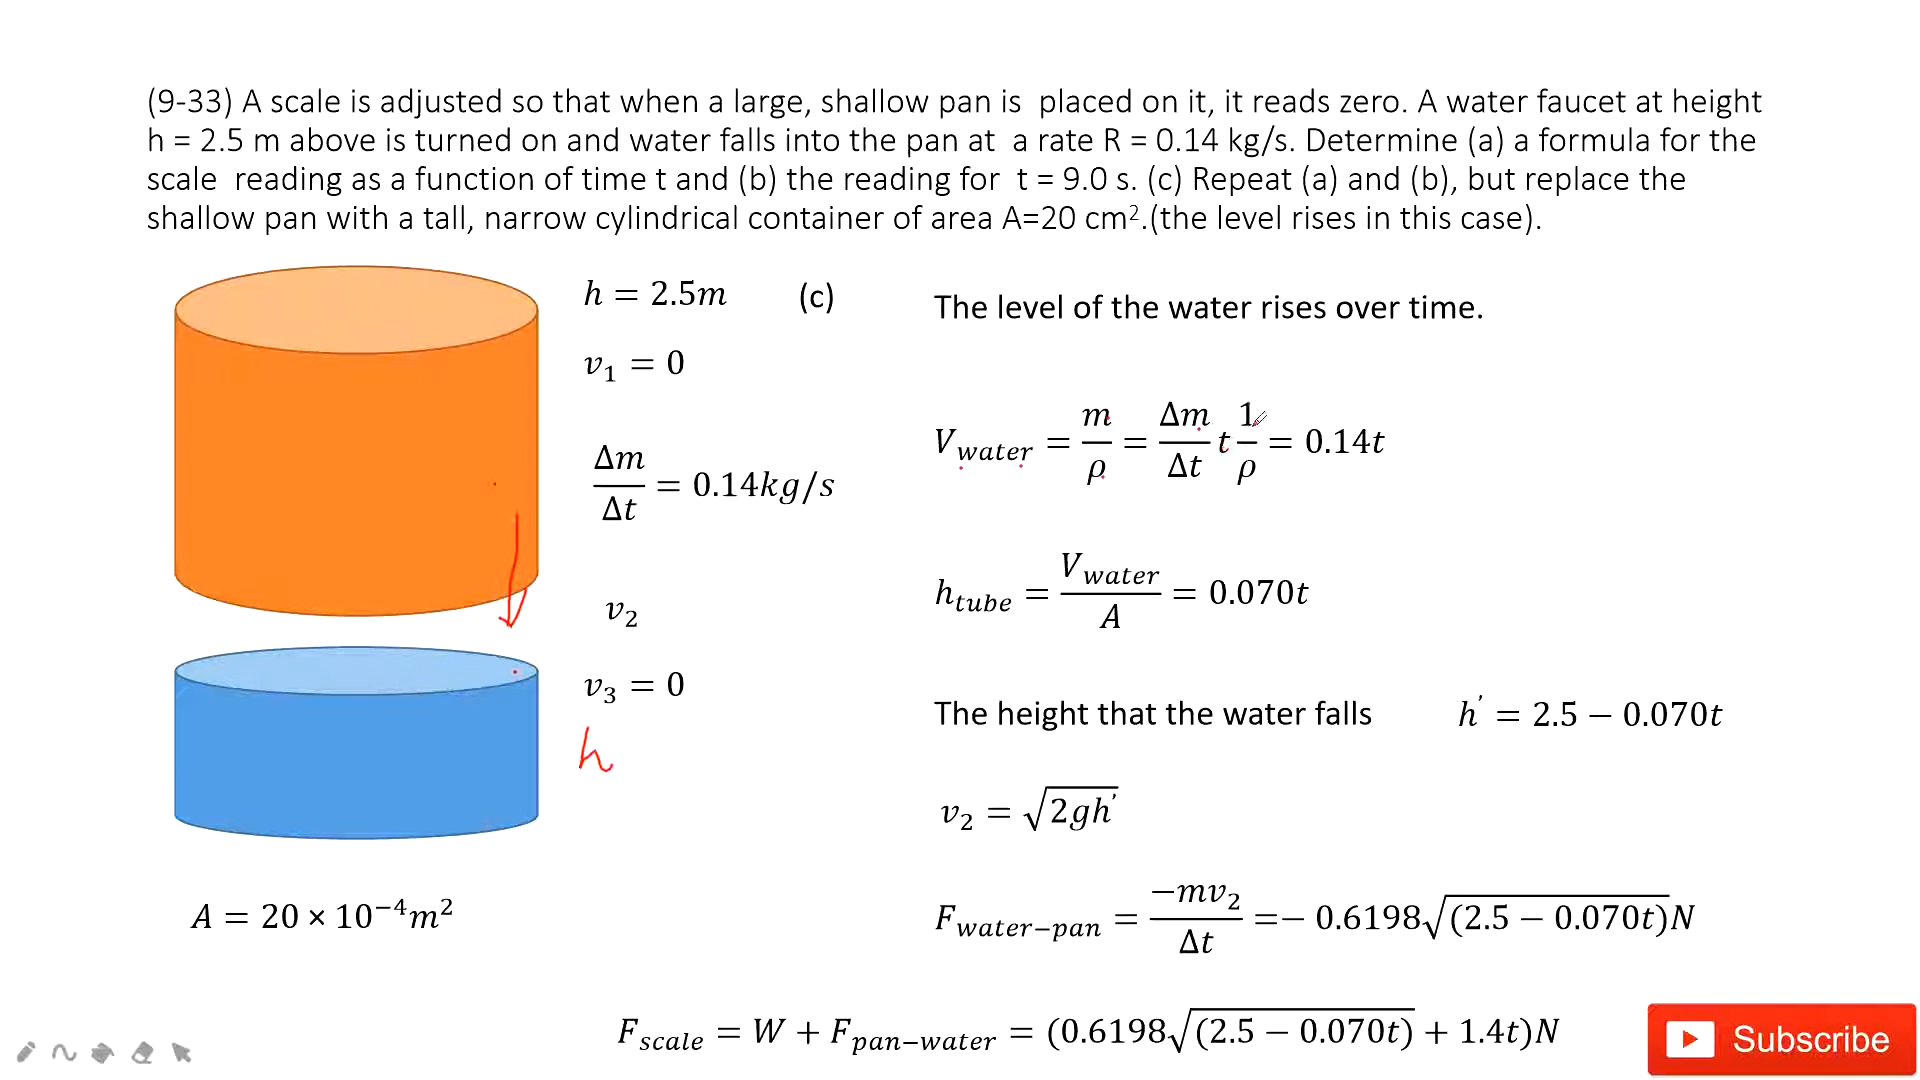 (9-33) A scale is adjusted so that when a large, shallow pan is placed on it, it reads zero. A water faucet at height
h = 2.5 m above is turned on and water falls into the pan at a rate R = 0.14 kg/s. Determine (a) a formula for the
scale reading as a function of time t and (b) the reading for t = 9.0 s. (c) Repeat (a) and (b), but replace the
shallow pan with a tall, narrow cylindrical container of area A=20 cm².(the level rises in this case).
h = 2.5m
(c)
The level of the water rises over time.
v₁ = 0
V_water = m/ρ = Δm/Δt t 1/ρ = 0.14t
Δm/Δt = 0.14kg/s
h_tube = V_water/A = 0.070t
v₂
v₃ = 0
The height that the water falls
h' = 2.5 − 0.070t
h
v₂ = √(2gh')
A = 20 × 10⁻⁴m²
F_water−pan = −mv₂/Δt =− 0.6198√(2.5 − 0.070t)N
F_scale = W + F_pan−water = (0.6198√(2.5 − 0.070t) + 1.4t)N
Subscribe